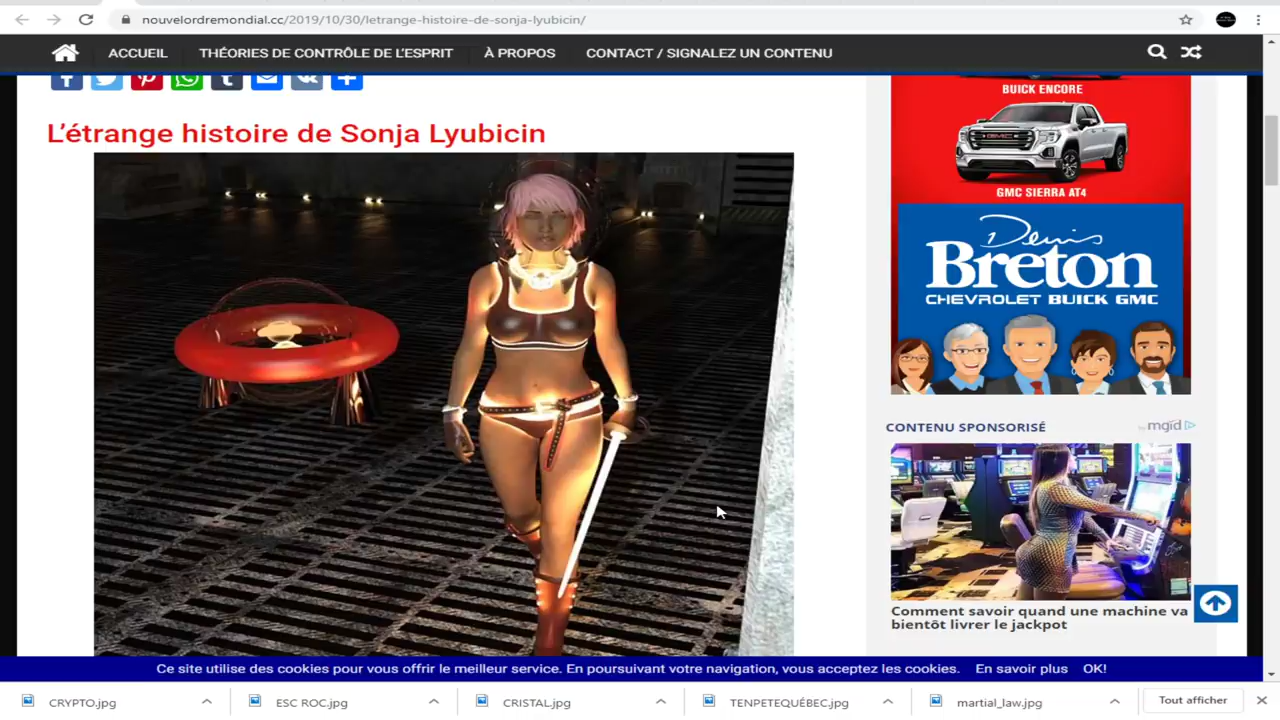 nouvelordremondial.cc/2019/10/30/letrange-histoire-de-sonja-lyubicin/
ACCUEIL THÉORIES DE CONTRÔLE DE L'ESPRIT À PROPOS CONTACT / SIGNALEZ UN CONTENU
L'étrange histoire de Sonja Lyubicin
BUICK ENCORE
GMC SIERRA AT4
Denis
Breton
CHEVROLET BUICK GMC
CONTENU SPONSORISÉ
by mgid
Comment savoir quand une machine va
bientôt livrer le jackpot
Ce site utilise des cookies pour vous offrir le meilleur service. En poursuivant votre navigation, vous acceptez les cookies. En savoir plus OK!
CRYPTO.jpg ESC ROC.jpg CRISTAL.jpg TENPETEQUÉBEC.jpg martial_law.jpg Tout afficher